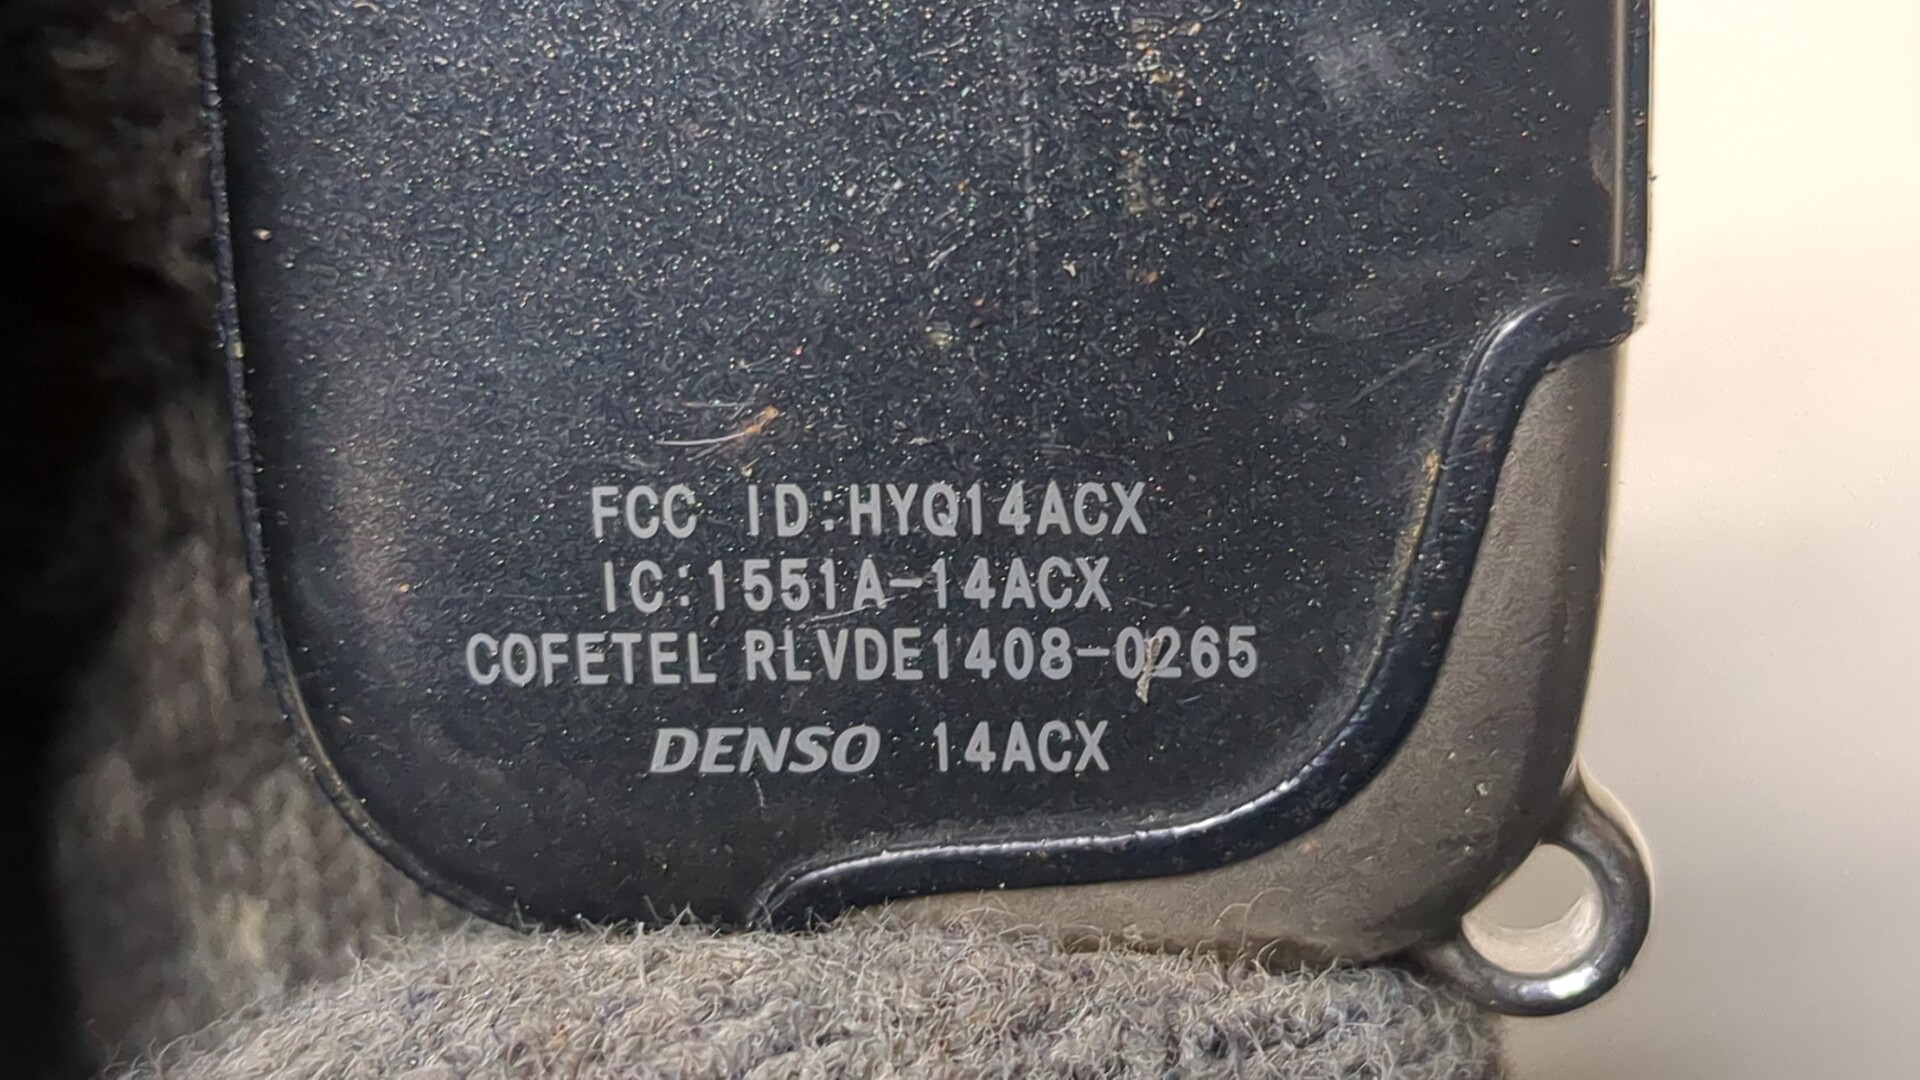 FCC ID:HYQ14ACX
IC:1551A-14ACX
COFETEL RLVDE1408-0265
DENSO 14ACX